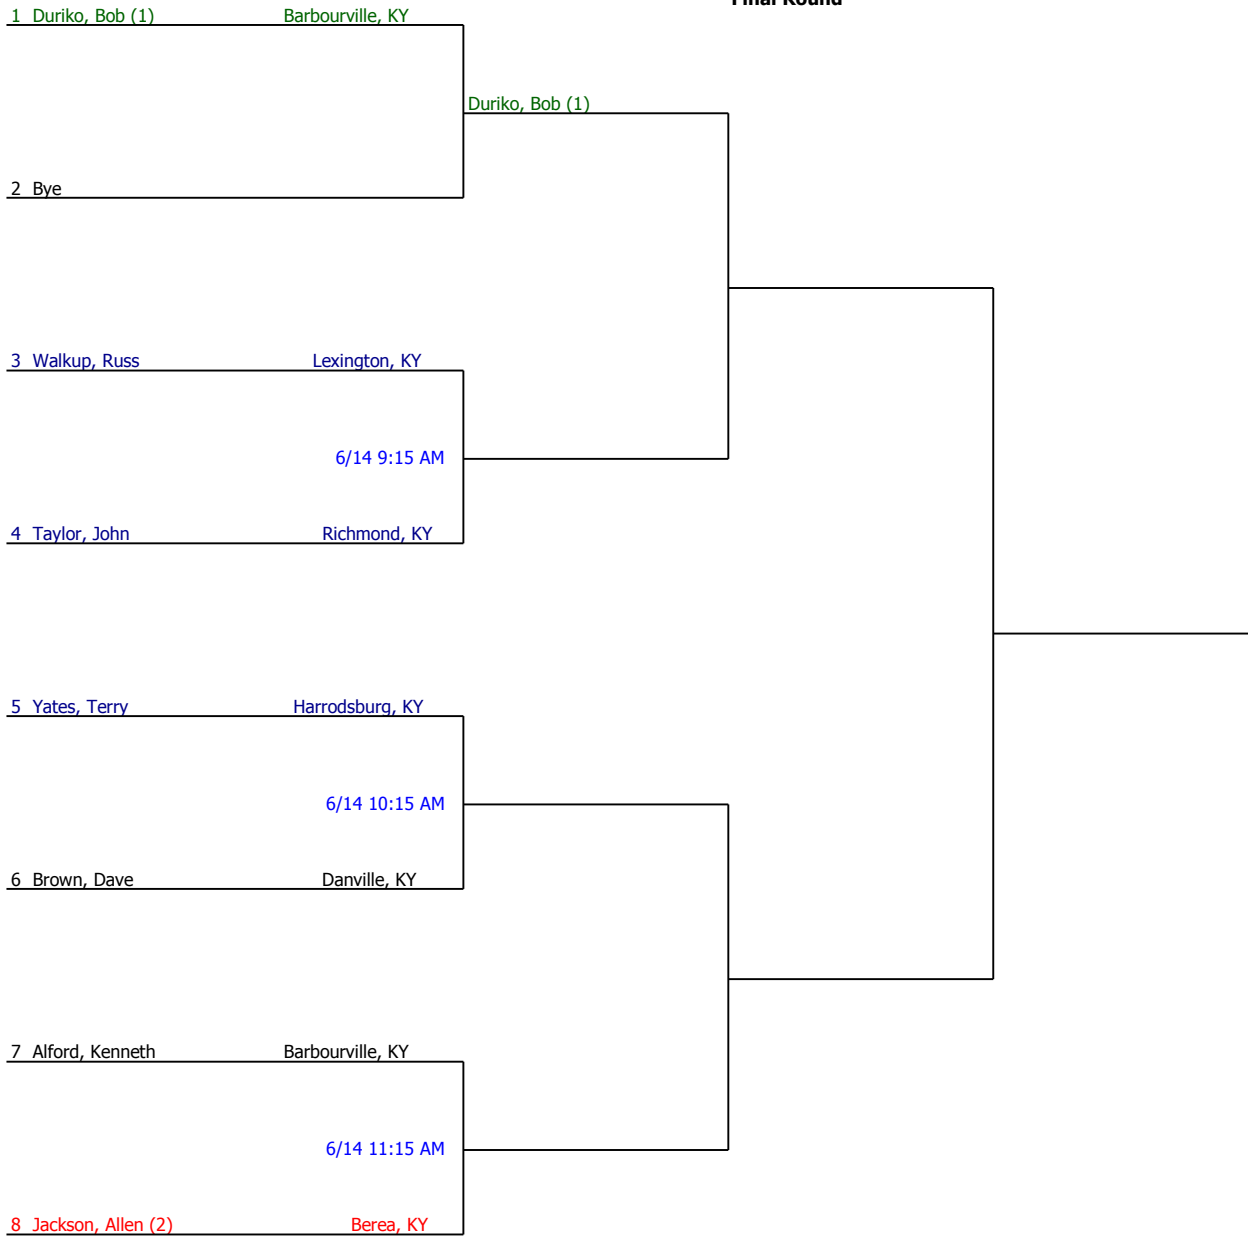 Final Round
1 Duriko, Bob (1) Barbourville, KY
Duriko, Bob (1)
2 Bye
3 Walkup, Russ Lexington, KY
6/14 9:15 AM
4 Taylor, John Richmond, KY
5 Yates, Terry Harrodsburg, KY
6/14 10:15 AM
6 Brown, Dave Danville, KY
7 Alford, Kenneth Barbourville, KY
6/14 11:15 AM
8 Jackson, Allen (2) Berea, KY